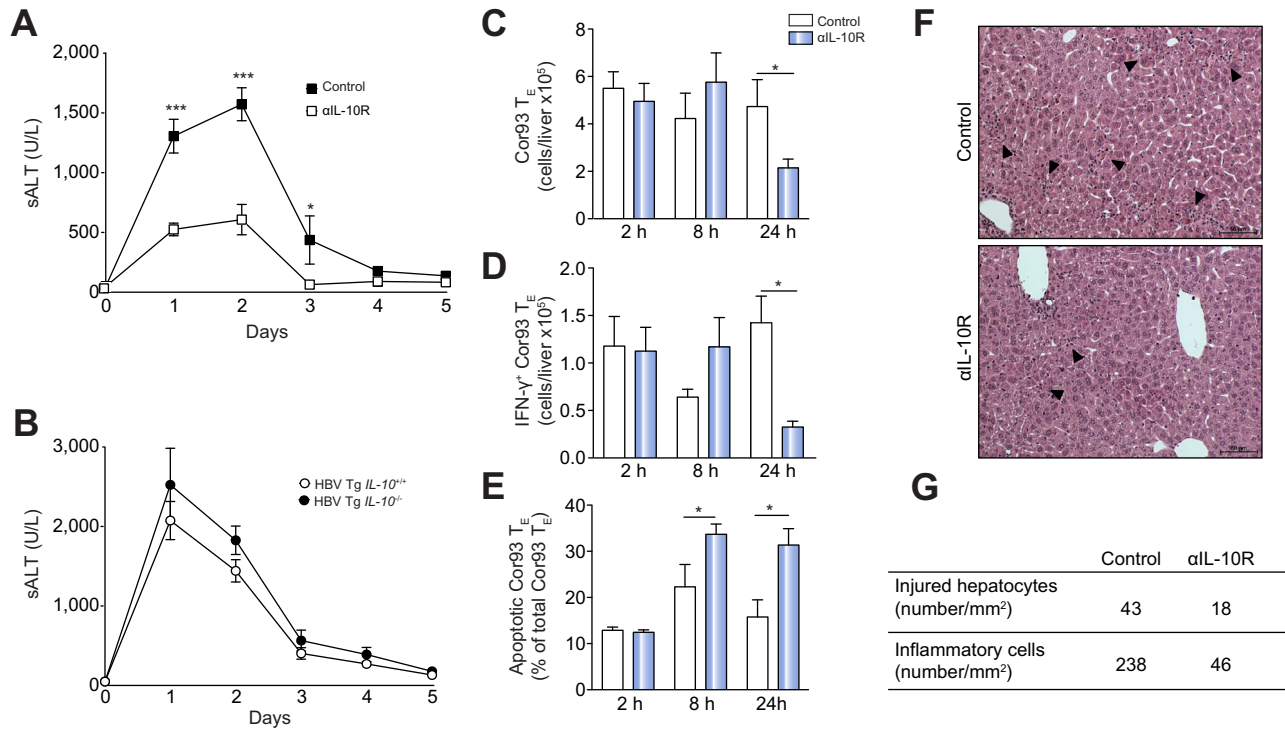 A
2,000
1,500
1,000
500
0
sALT (U/L)
***
***
*
Control
αIL-10R
0 1 2 3 4 5
Days
B
3,000
2,000
1,000
0
sALT (U/L)
HBV Tg IL-10+/+
HBV Tg IL-10-/-
0 1 2 3 4 5
Days
C
Control
αIL-10R
Cor93 TE
(cells/liver x10⁵)
8
6
4
2
0
*
2 h 8 h 24 h
D
IFN-γ⁺ Cor93 TE
(cells/liver x10⁵)
2.0
1.5
1.0
0.5
0.0
*
2 h 8 h 24 h
E
Apoptotic Cor93 TE
(% of total Cor93 TE)
40
30
20
10
0
* *
2 h 8 h 24h
F
Control
αIL-10R
G
Control αIL-10R
Injured hepatocytes
(number/mm²) 43 18
Inflammatory cells
(number/mm²) 238 46